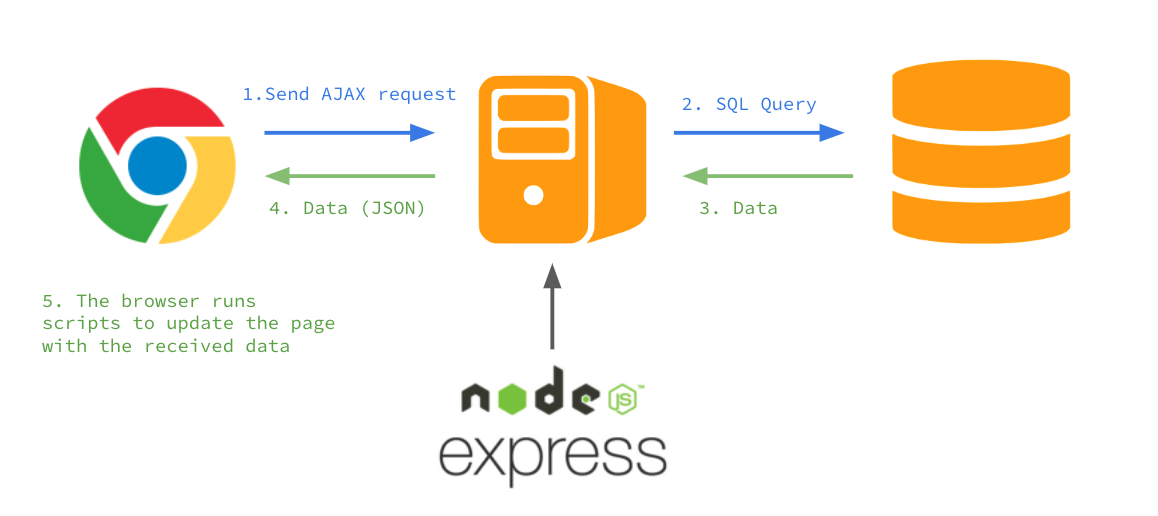 1.Send AJAX request
2. SQL Query
4. Data (JSON)
3. Data
5. The browser runs
scripts to update the page
with the received data
node JS™
express